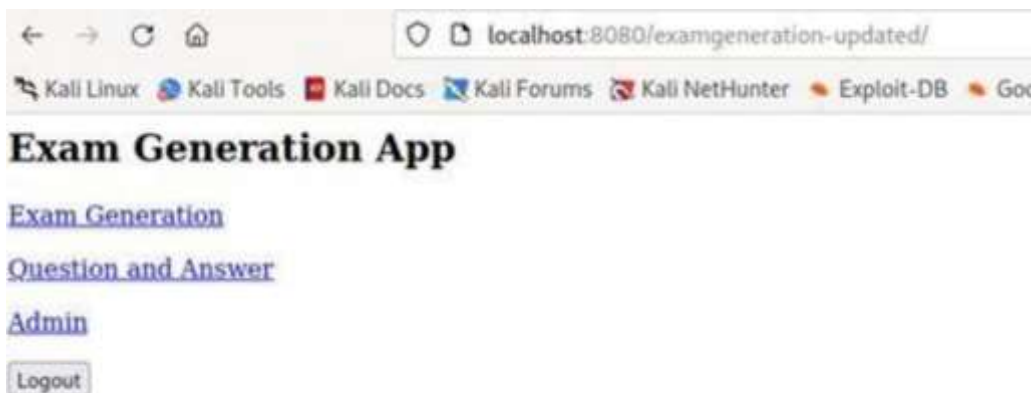 localhost:8080/examgeneration-updated/
Kali Linux Kali Tools Kali Docs Kali Forums Kali NetHunter Exploit-DB Goo
Exam Generation App
Exam Generation
Question and Answer
Admin
Logout